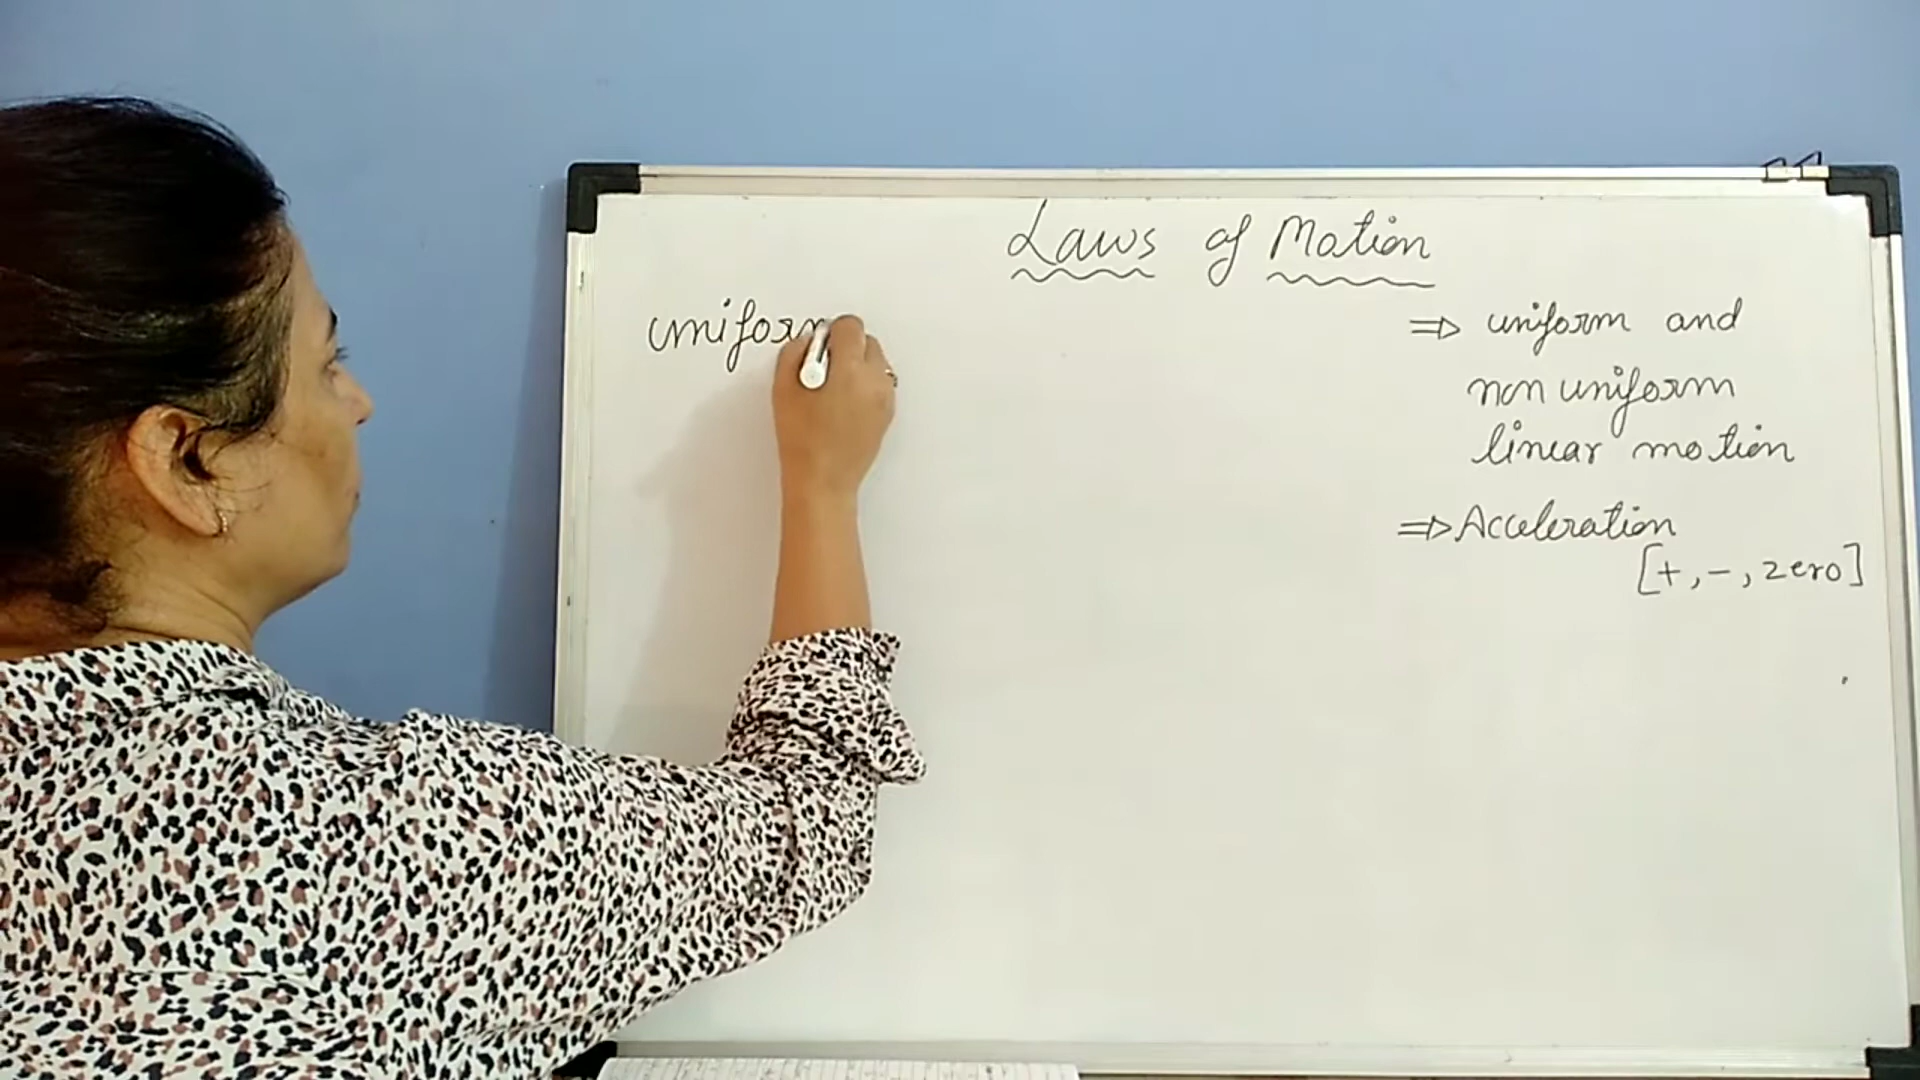 Laws of Motion
uniform
⇒ uniform and
non uniform
linear motion
⇒ Acceleration
[+, -, zero]